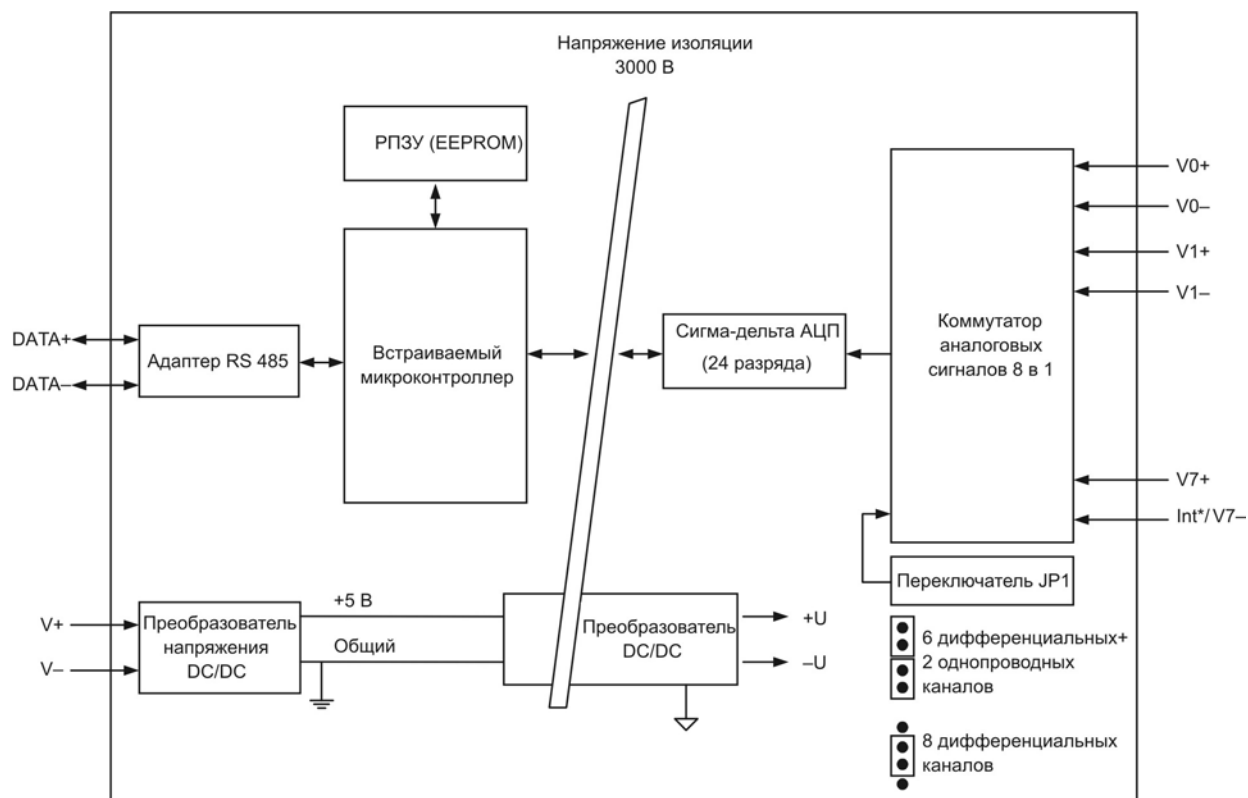 Напряжение изоляции
3000 В
РПЗУ (EEPROM)
V0+
V0–
V1+
V1–
DATA+
DATA–
Адаптер RS 485
Встраиваемый
микроконтроллер
Сигма-дельта АЦП
(24 разряда)
Коммутатор
аналоговых
сигналов 8 в 1
V7+
Int*/V7–
Переключатель JP1
V+
V–
Преобразователь
напряжения
DC/DC
+5 В
Общий
Преобразователь
DC/DC
+U
–U
6 дифференциальных+
2 однопроводных
каналов
8 дифференциальных
каналов